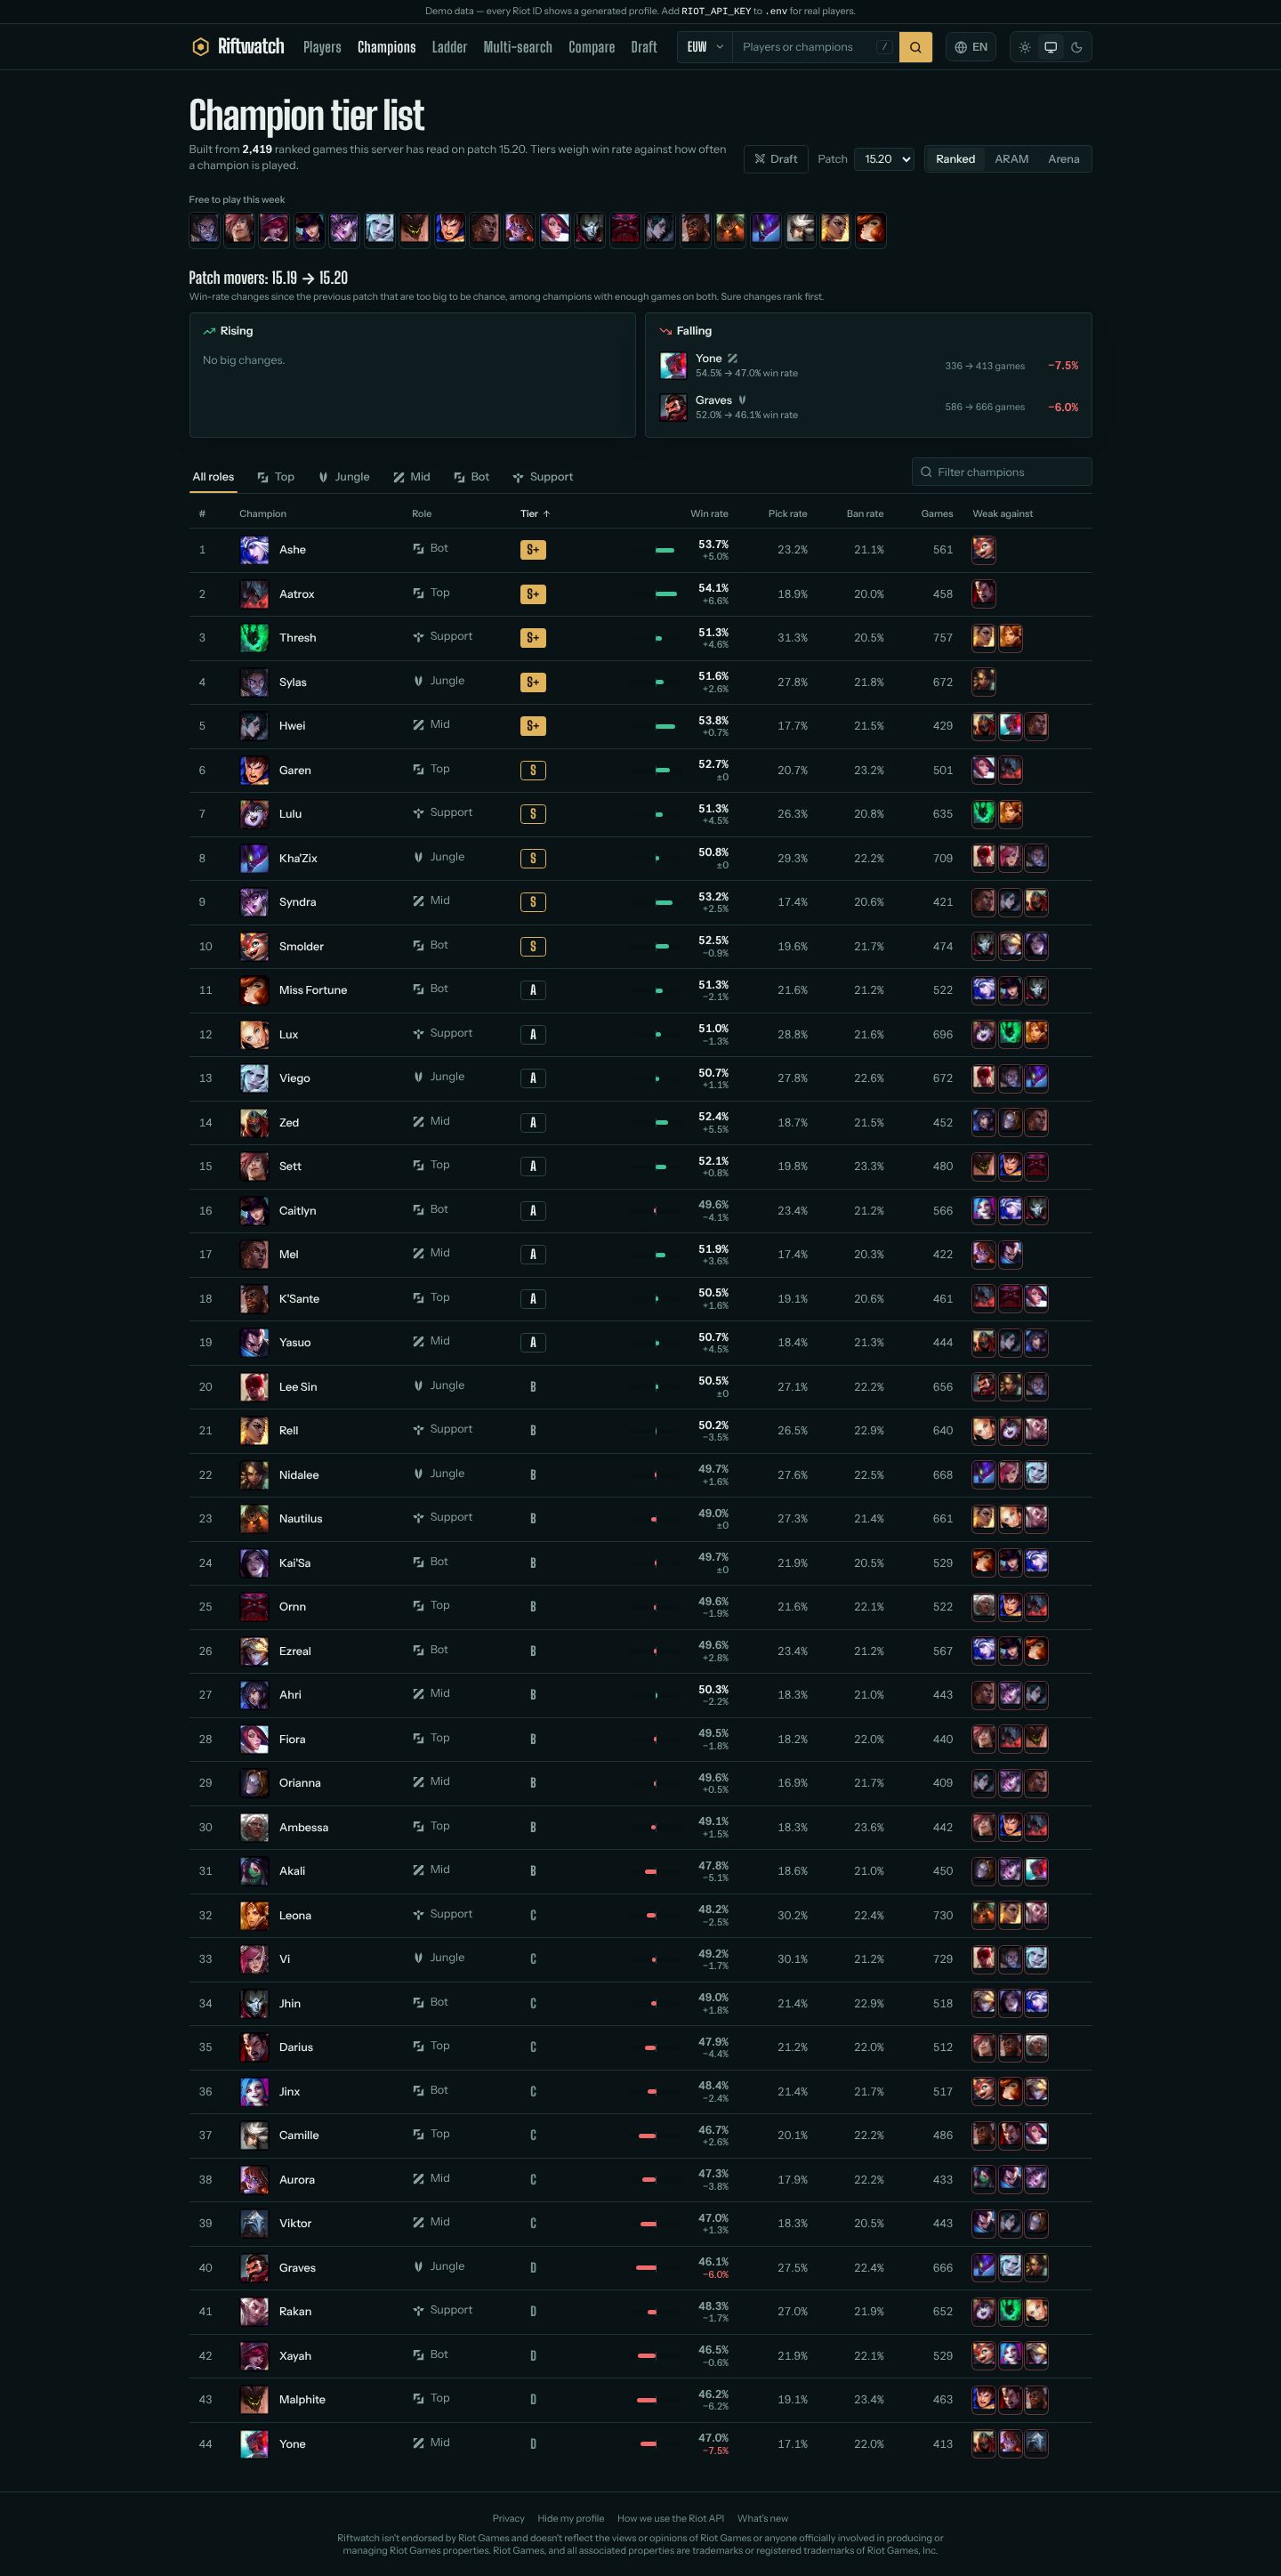 Demo data — every Riot ID shows a generated profile. Add RIOT_API_KEY to .env for real players.
Riftwatch Players Champions Ladder Multi-search Compare Draft EUW Players or champions / EN
Champion tier list
Built from 2,419 ranked games this server has read on patch 15.20. Tiers weigh win rate against how often
a champion is played.
Draft Patch 15.20 Ranked ARAM Arena
Free to play this week
Patch movers: 15.19 → 15.20
Win-rate changes since the previous patch that are too big to be chance, among champions with enough games on both. Sure changes rank first.
Rising
No big changes.
Falling
Yone
54.5% → 47.0% win rate
336 → 413 games −7.5%
Graves
52.0% → 46.1% win rate
586 → 666 games −6.0%
All roles Top Jungle Mid Bot Support Filter champions
# Champion Role Tier ↑ Win rate Pick rate Ban rate Games Weak against
1 Ashe Bot S+ 53.7% +5.0% 23.2% 21.1% 561
2 Aatrox Top S+ 54.1% +6.6% 18.9% 20.0% 458
3 Thresh Support S+ 51.3% +4.6% 31.3% 20.5% 757
4 Sylas Jungle S+ 51.6% +2.6% 27.8% 21.8% 672
5 Hwei Mid S+ 53.8% +0.7% 17.7% 21.5% 429
6 Garen Top S 52.7% ±0 20.7% 23.2% 501
7 Lulu Support S 51.3% +4.5% 26.3% 20.8% 635
8 Kha'Zix Jungle S 50.8% ±0 29.3% 22.2% 709
9 Syndra Mid S 53.2% +2.5% 17.4% 20.6% 421
10 Smolder Bot S 52.5% −0.9% 19.6% 21.7% 474
11 Miss Fortune Bot A 51.3% −2.1% 21.6% 21.2% 522
12 Lux Support A 51.0% −1.3% 28.8% 21.6% 696
13 Viego Jungle A 50.7% +1.1% 27.8% 22.6% 672
14 Zed Mid A 52.4% +5.5% 18.7% 21.5% 452
15 Sett Top A 52.1% +0.8% 19.8% 23.3% 480
16 Caitlyn Bot A 49.6% −4.1% 23.4% 21.2% 566
17 Mel Mid A 51.9% +3.6% 17.4% 20.3% 422
18 K'Sante Top A 50.5% +1.6% 19.1% 20.6% 461
19 Yasuo Mid A 50.7% +4.5% 18.4% 21.3% 444
20 Lee Sin Jungle B 50.5% ±0 27.1% 22.2% 656
21 Rell Support B 50.2% −3.5% 26.5% 22.9% 640
22 Nidalee Jungle B 49.7% +1.6% 27.6% 22.5% 668
23 Nautilus Support B 49.0% ±0 27.3% 21.4% 661
24 Kai'Sa Bot B 49.7% ±0 21.9% 20.5% 529
25 Ornn Top B 49.6% −1.9% 21.6% 22.1% 522
26 Ezreal Bot B 49.6% +2.8% 23.4% 21.2% 567
27 Ahri Mid B 50.3% −2.2% 18.3% 21.0% 443
28 Fiora Top B 49.5% −1.8% 18.2% 22.0% 440
29 Orianna Mid B 49.6% +0.5% 16.9% 21.7% 409
30 Ambessa Top B 49.1% +1.5% 18.3% 23.6% 442
31 Akali Mid B 47.8% −5.1% 18.6% 21.0% 450
32 Leona Support C 48.2% −2.5% 30.2% 22.4% 730
33 Vi Jungle C 49.2% −1.7% 30.1% 21.2% 729
34 Jhin Bot C 49.0% +1.8% 21.4% 22.9% 518
35 Darius Top C 47.9% −4.4% 21.2% 22.0% 512
36 Jinx Bot C 48.4% −2.4% 21.4% 21.7% 517
37 Camille Top C 46.7% +2.6% 20.1% 22.2% 486
38 Aurora Mid C 47.3% −3.8% 17.9% 22.2% 433
39 Viktor Mid C 47.0% +1.3% 18.3% 20.5% 443
40 Graves Jungle D 46.1% −6.0% 27.5% 22.4% 666
41 Rakan Support D 48.3% −1.7% 27.0% 21.9% 652
42 Xayah Bot D 46.5% −0.6% 21.9% 22.1% 529
43 Malphite Top D 46.2% −6.2% 19.1% 23.4% 463
44 Yone Mid D 47.0% −7.5% 17.1% 22.0% 413
Privacy Hide my profile How we use the Riot API What's new
Riftwatch isn't endorsed by Riot Games and doesn't reflect the views or opinions of Riot Games or anyone officially involved in producing or
managing Riot Games properties. Riot Games, and all associated properties are trademarks or registered trademarks of Riot Games, Inc.